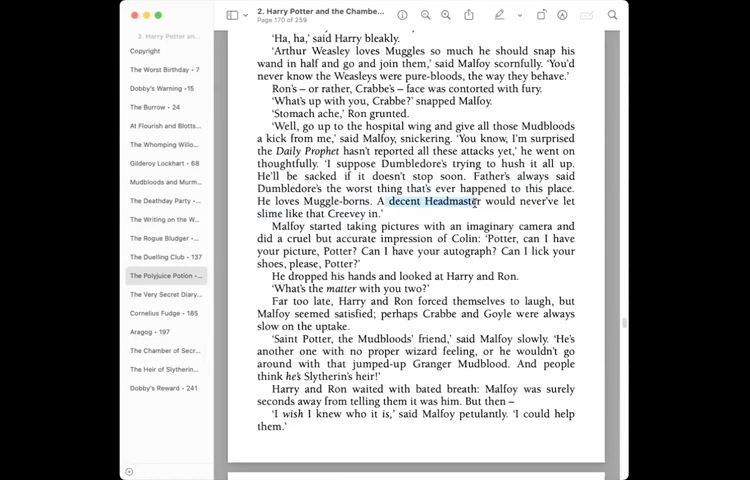 2. Harry Potter and the Chambe...
Page 170 of 259
2. Harry Potter an...
Copyright
The Worst Birthday • 7
Dobby's Warning • 15
The Burrow • 24
At Flourish and Blotts...
The Whomping Willo...
Gilderoy Lockhart • 68
Mudbloods and Murm...
The Deathday Party •...
The Writing on the W...
The Rogue Bludger •...
The Duelling Club • 137
The Polyjuice Potion •...
The Very Secret Diary...
Cornelius Fudge • 185
Aragog • 197
The Chamber of Secr...
The Heir of Slytherin...
Dobby's Reward • 241
'Ha, ha,' said Harry bleakly.
'Arthur Weasley loves Muggles so much he should snap his
wand in half and go and join them,' said Malfoy scornfully. 'You'd
never know the Weasleys were pure-bloods, the way they behave.'
Ron's – or rather, Crabbe's – face was contorted with fury.
'What's up with you, Crabbe?' snapped Malfoy.
'Stomach ache,' Ron grunted.
'Well, go up to the hospital wing and give all those Mudbloods
a kick from me,' said Malfoy, snickering. 'You know, I'm surprised
the Daily Prophet hasn't reported all these attacks yet,' he went on
thoughtfully. 'I suppose Dumbledore's trying to hush it all up.
He'll be sacked if it doesn't stop soon. Father's always said
Dumbledore's the worst thing that's ever happened to this place.
He loves Muggle-borns. A decent Headmaster would never've let
slime like that Creevey in.'
Malfoy started taking pictures with an imaginary camera and
did a cruel but accurate impression of Colin: 'Potter, can I have
your picture, Potter? Can I have your autograph? Can I lick your
shoes, please, Potter?'
He dropped his hands and looked at Harry and Ron.
'What's the matter with you two?'
Far too late, Harry and Ron forced themselves to laugh, but
Malfoy seemed satisfied; perhaps Crabbe and Goyle were always
slow on the uptake.
'Saint Potter, the Mudbloods' friend,' said Malfoy slowly. 'He's
another one with no proper wizard feeling, or he wouldn't go
around with that jumped-up Granger Mudblood. And people
think he's Slytherin's heir!'
Harry and Ron waited with bated breath: Malfoy was surely
seconds away from telling them it was him. But then –
'I wish I knew who it is,' said Malfoy petulantly. 'I could help
them.'